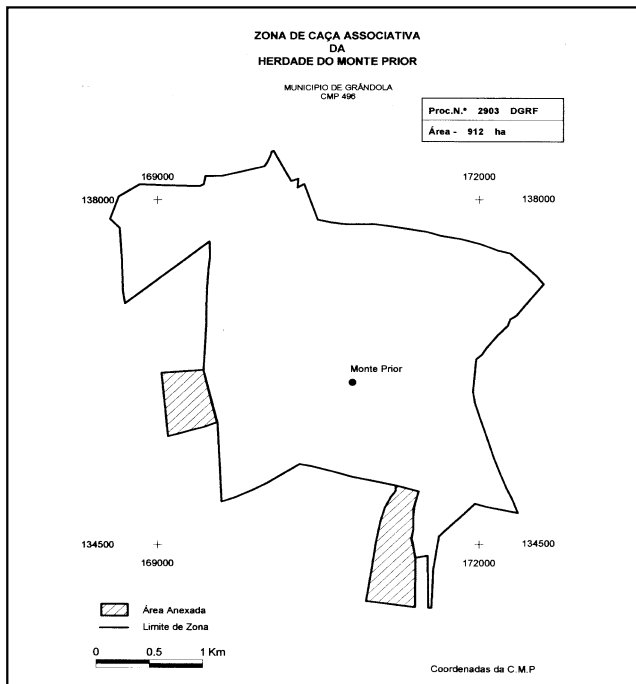 ZONA DE CAÇA ASSOCIATIVA
DA
HERDADE DO MONTE PRIOR
MUNICIPIO DE GRÂNDOLA
CMP 496
Proc.N.º 2903 DGRF
Área - 912 ha
169000
172000
138000
138000
Monte Prior
134500
134500
169000
172000
Área Anexada
Limite de Zona
0 0.5 1 Km
Coordenadas da C.M.P